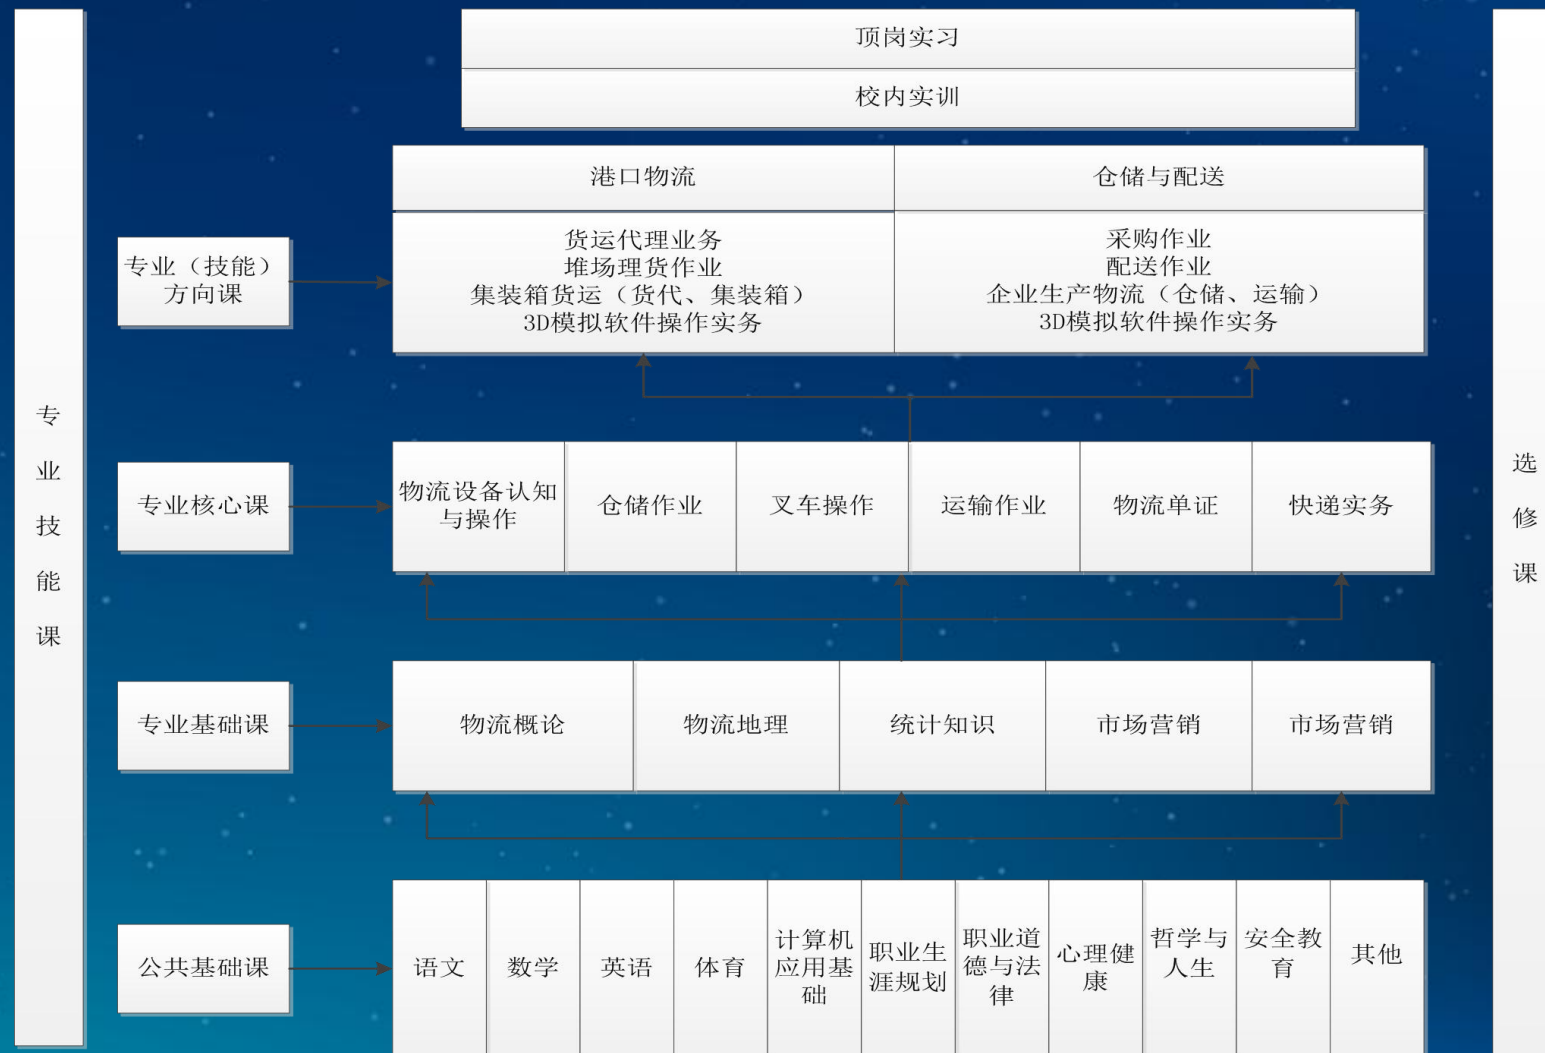 顶岗实习
校内实训
港口物流
仓储与配送
专业（技能）
方向课
货运代理业务
堆场理货作业
集装箱货运（货代、集装箱）
3D模拟软件操作实务
采购作业
配送作业
企业生产物流（仓储、运输）
3D模拟软件操作实务
专业技能课
选修课
专业核心课
物流设备认知
与操作
仓储作业
叉车操作
运输作业
物流单证
快递实务
专业基础课
物流概论
物流地理
统计知识
市场营销
市场营销
公共基础课
语文
数学
英语
体育
计算机
应用基
础
职业生
涯规划
职业道
德与法
律
心理健
康
哲学与
人生
安全教
育
其他